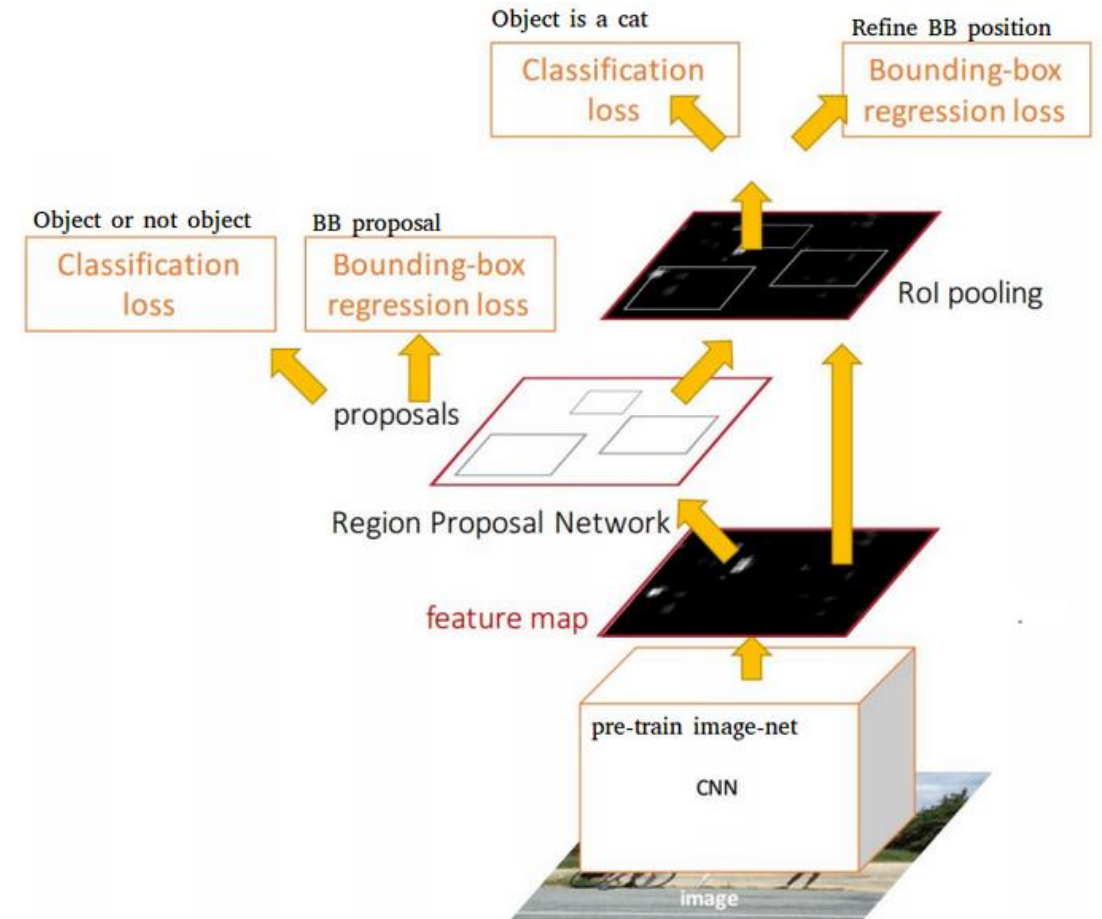 Object is a cat
Refine BB position
Classification
loss
Bounding-box
regression loss
Object or not object
BB proposal
Classification
loss
Bounding-box
regression loss
RoI pooling
proposals
Region Proposal Network
feature map
pre-train image-net
CNN
image